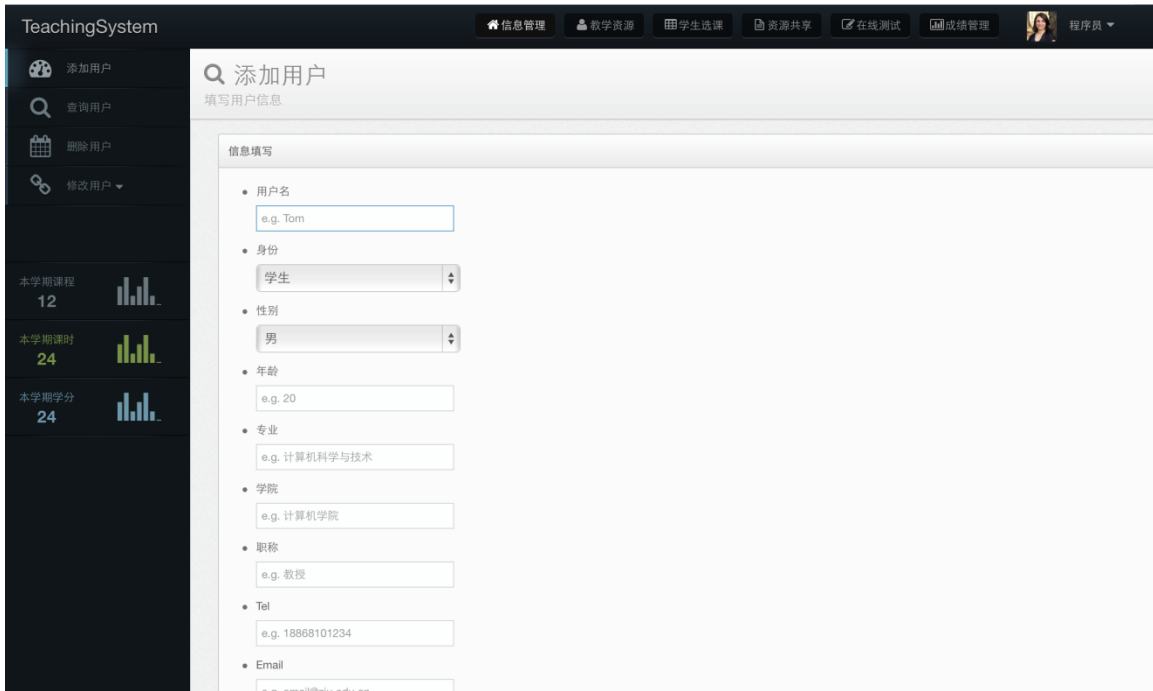 TeachingSystem
信息管理
教学资源
学生选课
资源共享
在线测试
成绩管理
程序员
添加用户
查询用户
删除用户
修改用户
本学期课程
12
本学期课时
24
本学期学分
24
添加用户
填写用户信息
信息填写
用户名
e.g. Tom
身份
学生
性别
男
年龄
e.g. 20
专业
e.g. 计算机科学与技术
学院
e.g. 计算机学院
职称
e.g. 教授
Tel
e.g. 18868101234
Email
e.g. email@zju.edu.cn